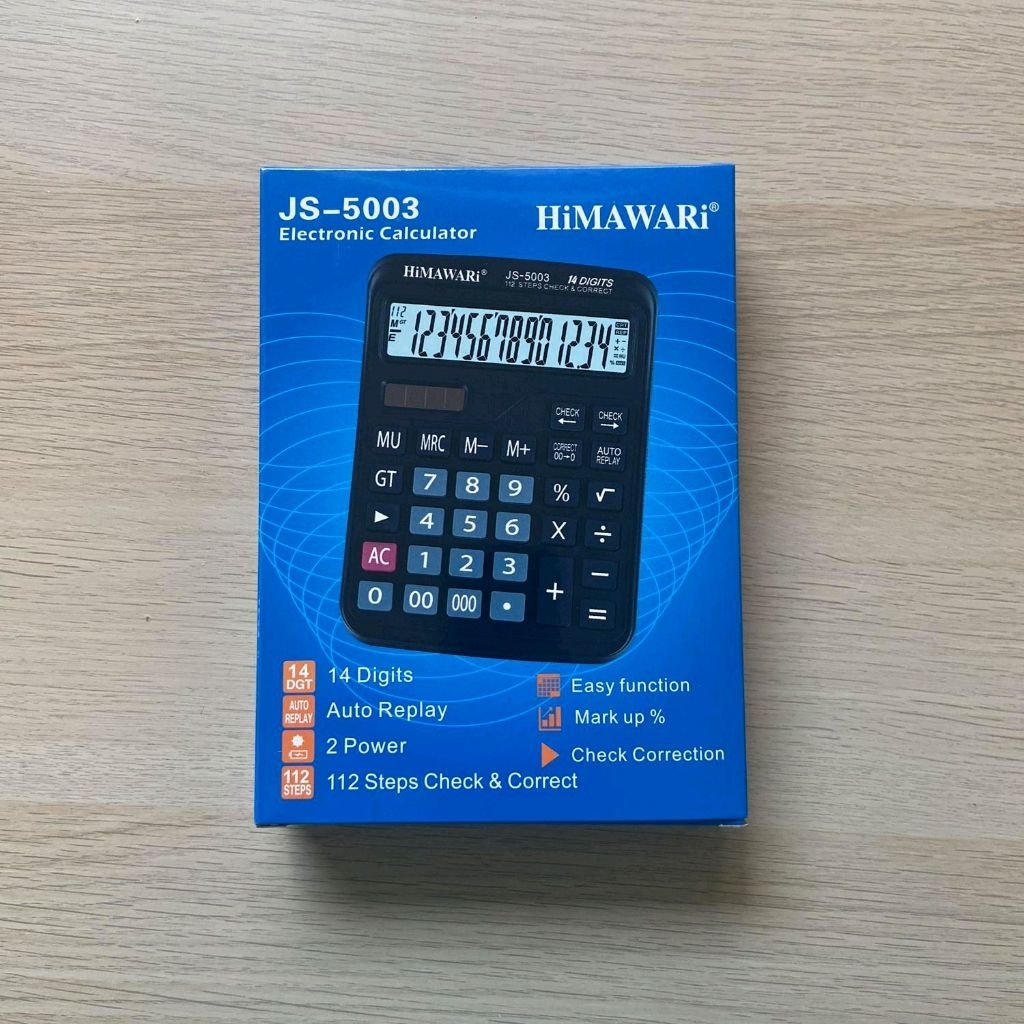 JS-5003
Electronic Calculator
HiMAWARi®
HiMAWARi® JS-5003 14 DIGITS
112 STEPS CHECK & CORRECT
112
M GT
E
12345678901234
CHECK CHECK
MU MRC M− M+ CORRECT 00→0 AUTO REPLAY
GT 7 8 9 % √
▶ 4 5 6 X ÷
AC 1 2 3 + −
0 00 000 • =
14 DGT 14 Digits
AUTO REPLAY Auto Replay
2 Power
112 STEPS 112 Steps Check & Correct
Easy function
Mark up %
Check Correction